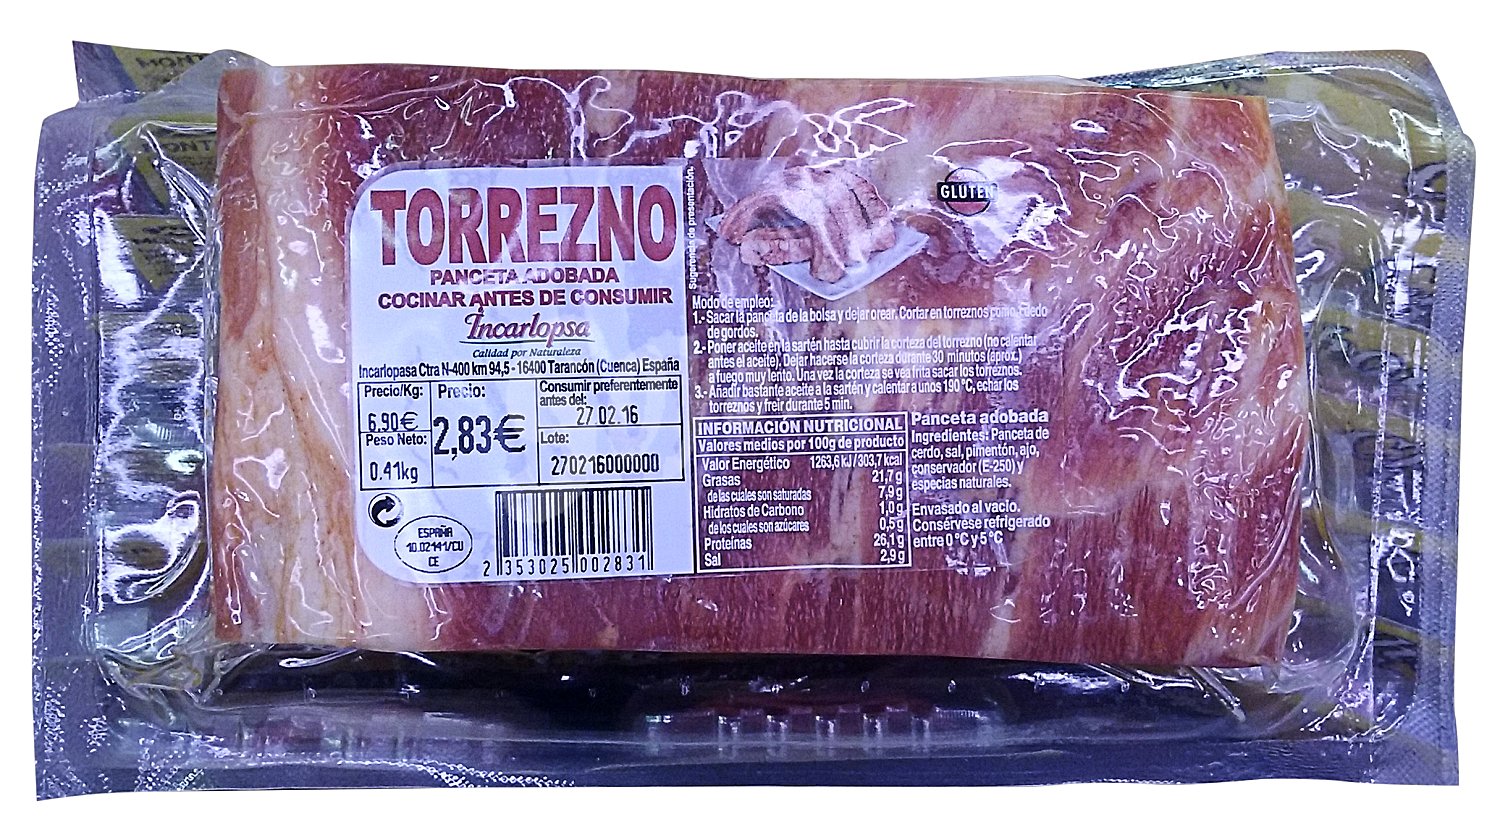 TORREZNO
PANCETA ADOBADA
COCINAR ANTES DE CONSUMIR
Incarlopsa
Calidad por Naturaleza
Incarlopasa Ctra N-400 km 94,5 - 16400 Tarancón (Cuenca) España
Precio/Kg:
6.90€
Peso Neto:
0.41kg
Precio:
2,83€
Consumir preferentemente
antes del:
27.02.16
Lote:
270216000000
ESPAÑA
10.02141/CU
CE
2 353025 002831
Sugerencia de presentación.
GLUTEN
Modo de empleo:
1.- Sacar la panceta de la bolsa y dejar orear. Cortar en torreznos como dedo
de gordos.
2.- Poner aceite en la sartén hasta cubrir la corteza del torrezno (no calentar
antes el aceite). Dejar hacerse la corteza durante 30 minutos (aprox.)
a fuego muy lento. Una vez la corteza se vea frita sacar los torreznos.
3.- Añadir bastante aceite a la sartén y calentar a unos 190 °C, echar los
torreznos y freir durante 5 min.
INFORMACIÓN NUTRICIONAL
Valores medios por 100g de producto
Valor Energético 1263,6 kJ / 303,7 kcal
Grasas 21,7 g
de las cuales son saturadas 7,9 g
Hidratos de Carbono 1,0 g
de los cuales son azúcares 0,5 g
Proteínas 26,1 g
Sal 2,9 g
Panceta adobada
Ingredientes: Panceta de
cerdo, sal, pimentón, ajo,
conservador (E-250) y
especias naturales.
Envasado al vacío.
Consérvese refrigerado
entre 0 °C y 5 °C